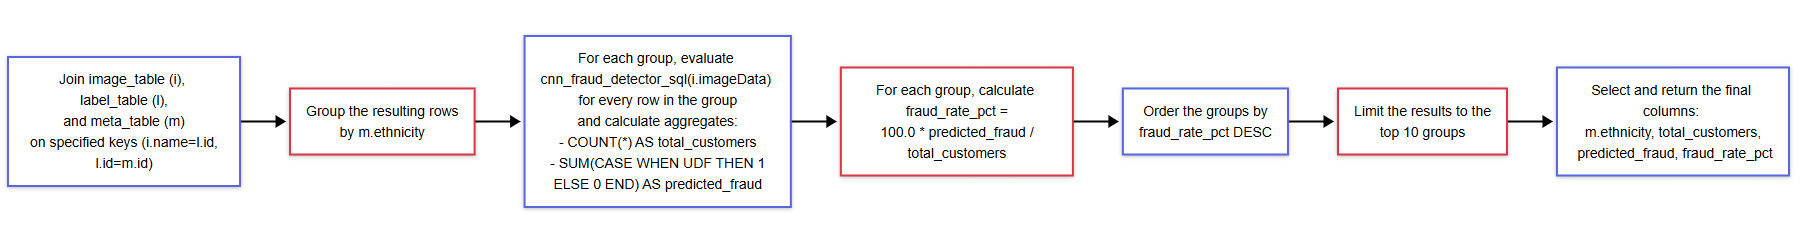 Join image_table (i),
label_table (l),
and meta_table (m)
on specified keys (i.name=l.id,
l.id=m.id)
Group the resulting rows
by m.ethnicity
For each group, evaluate
cnn_fraud_detector_sql(i.imageData)
for every row in the group
and calculate aggregates:
- COUNT(*) AS total_customers
- SUM(CASE WHEN UDF THEN 1
ELSE 0 END) AS predicted_fraud
For each group, calculate
fraud_rate_pct =
100.0 * predicted_fraud /
total_customers
Order the groups by
fraud_rate_pct DESC
Limit the results to the
top 10 groups
Select and return the final
columns:
m.ethnicity, total_customers,
predicted_fraud, fraud_rate_pct